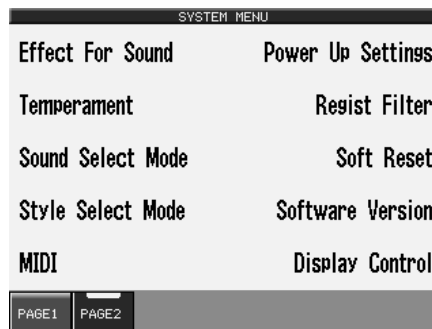 SYSTEM MENU
Effect For Sound
Power Up Settings
Temperament
Regist Filter
Sound Select Mode
Soft Reset
Style Select Mode
Software Version
MIDI
Display Control
PAGE1
PAGE2